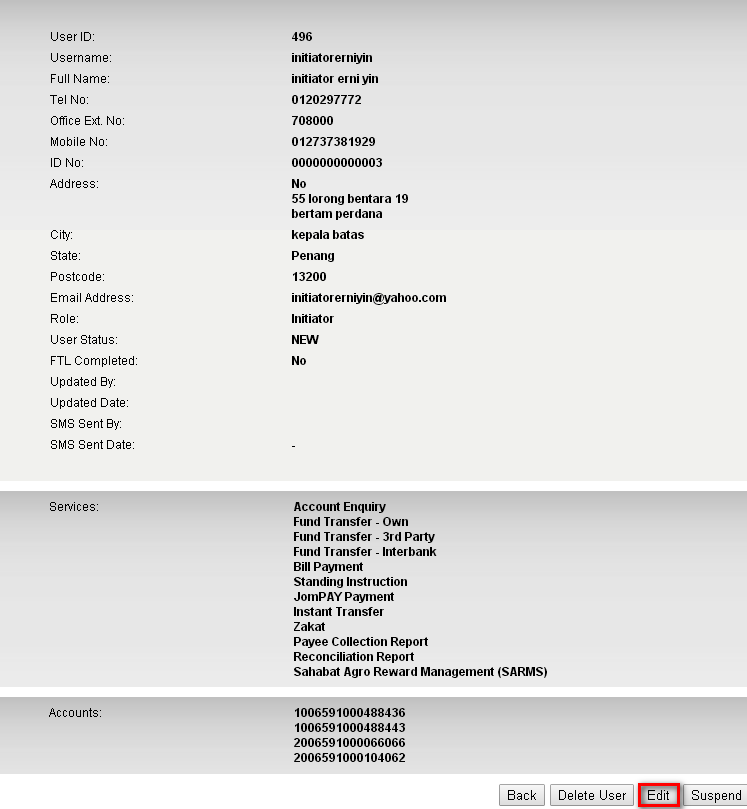 User ID: 496
Username: initiatorerniyin
Full Name: initiator erni yin
Tel No: 0120297772
Office Ext. No: 708000
Mobile No: 012737381929
ID No: 0000000000003
Address: No
55 lorong bentara 19
bertam perdana
City: kepala batas
State: Penang
Postcode: 13200
Email Address: initiatorerniyin@yahoo.com
Role: Initiator
User Status: NEW
FTL Completed: No
Updated By:
Updated Date:
SMS Sent By:
SMS Sent Date: -
Services: Account Enquiry
Fund Transfer - Own
Fund Transfer - 3rd Party
Fund Transfer - Interbank
Bill Payment
Standing Instruction
JomPAY Payment
Instant Transfer
Zakat
Payee Collection Report
Reconciliation Report
Sahabat Agro Reward Management (SARMS)
Accounts: 1006591000488436
1006591000488443
2006591000066066
2006591000104062
Back Delete User Edit Suspend